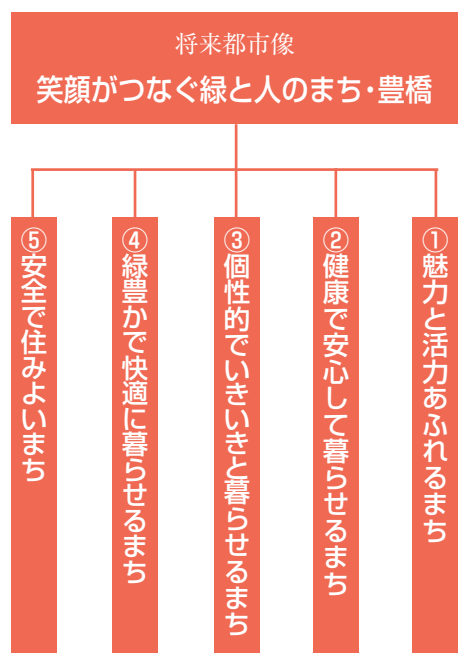 将来都市像
笑顔がつなぐ緑と人のまち・豊橋
①魅力と活力あふれるまち
②健康で安心して暮らせるまち
③個性的でいきいきと暮らせるまち
④緑豊かで快適に暮らせるまち
⑤安全で住みよいまち